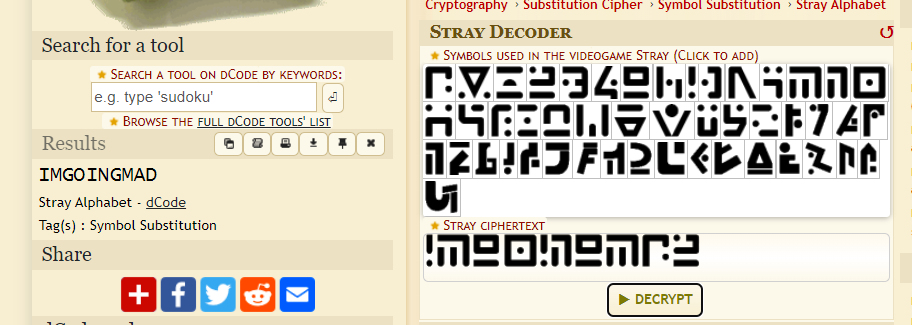 Search for a tool
★ Search a tool on dCode by keywords:
e.g. type 'sudoku'
★ Browse the full dCode tools' list
Results
IMGOINGMAD
Stray Alphabet - dCode
Tag(s) : Symbol Substitution
Share
Cryptography › Substitution Cipher › Symbol Substitution › Stray Alphabet
Stray Decoder
★ Symbols used in the videogame Stray (Click to add)
★ Stray ciphertext
► DECRYPT